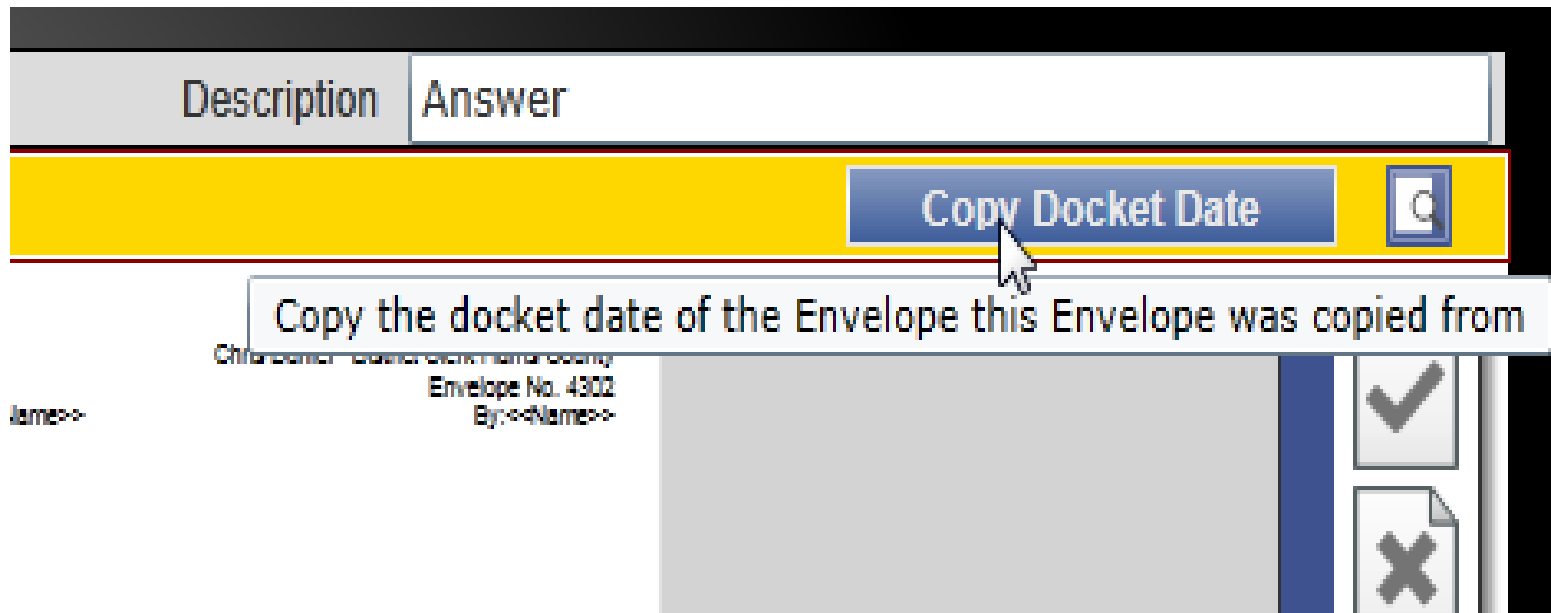 Description Answer
Copy Docket Date
Copy the docket date of the Envelope this Envelope was copied from
Envelope No. 4302
By:<<Name>>